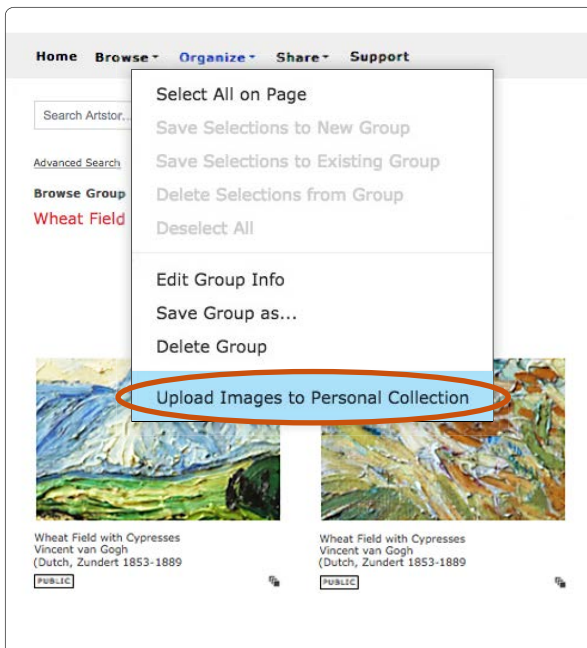 Home Browse Organize Share Support
Search Artstor...
Advanced Search
Browse Group
Wheat Field
Select All on Page
Save Selections to New Group
Save Selections to Existing Group
Delete Selections from Group
Deselect All
Edit Group Info
Save Group as...
Delete Group
Upload Images to Personal Collection
Wheat Field with Cypresses
Vincent van Gogh
(Dutch, Zundert 1853-1889
PUBLIC
Wheat Field with Cypresses
Vincent van Gogh
(Dutch, Zundert 1853-1889
PUBLIC